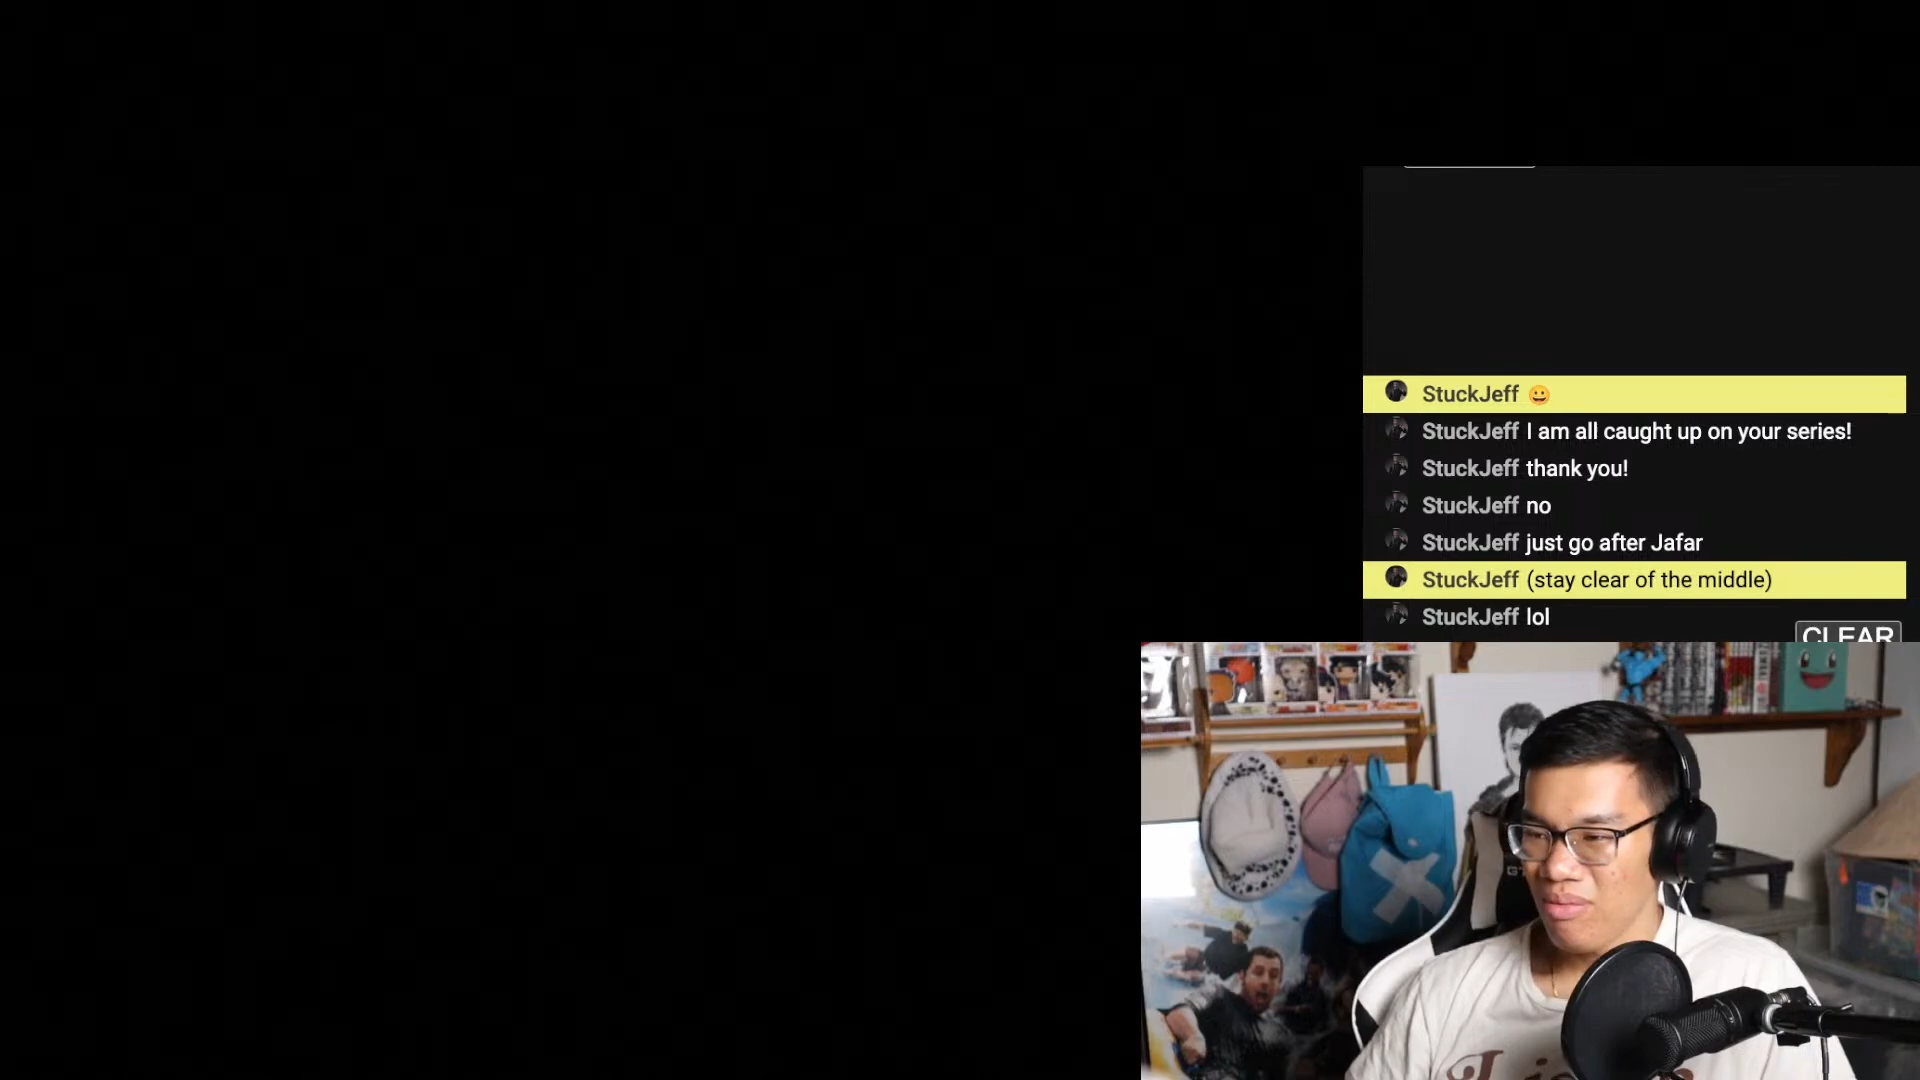 StuckJeff 😀
StuckJeff I am all caught up on your series!
StuckJeff thank you!
StuckJeff no
StuckJeff just go after Jafar
StuckJeff (stay clear of the middle)
StuckJeff lol
CLEAR